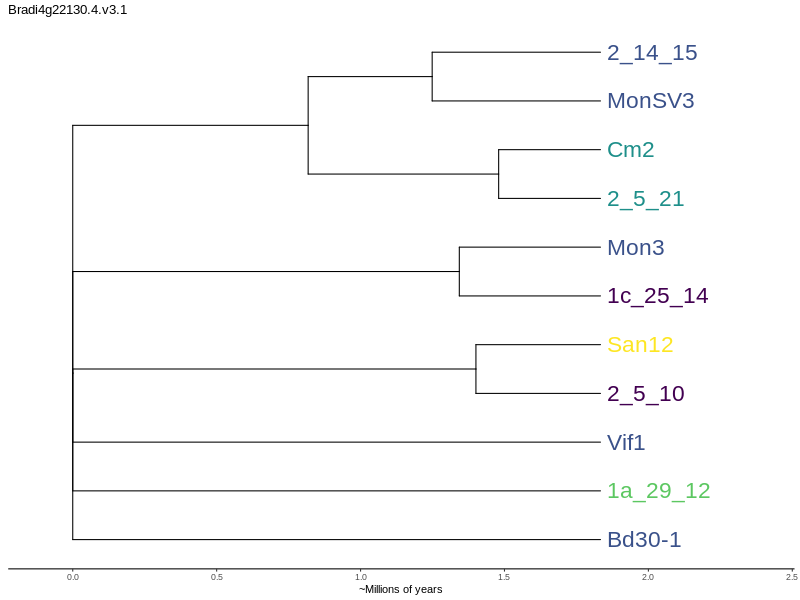 Bradi4g22130.4.v3.1
2_14_15
MonSV3
Cm2
2_5_21
Mon3
1c_25_14
San12
2_5_10
Vif1
1a_29_12
Bd30-1
0.0 0.5 1.0 1.5 2.0 2.5
~Millions of years